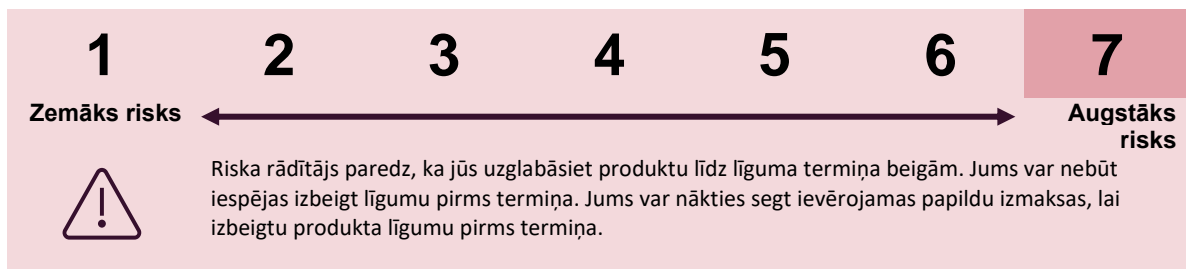 1 2 3 4 5 6 7
Zemāks risks
Augstāks
risks
Riska rādītājs paredz, ka jūs uzglabāsiet produktu līdz līguma termiņa beigām. Jums var nebūt
iespējas izbeigt līgumu pirms termiņa. Jums var nākties segt ievērojamas papildu izmaksas, lai
izbeigtu produkta līgumu pirms termiņa.